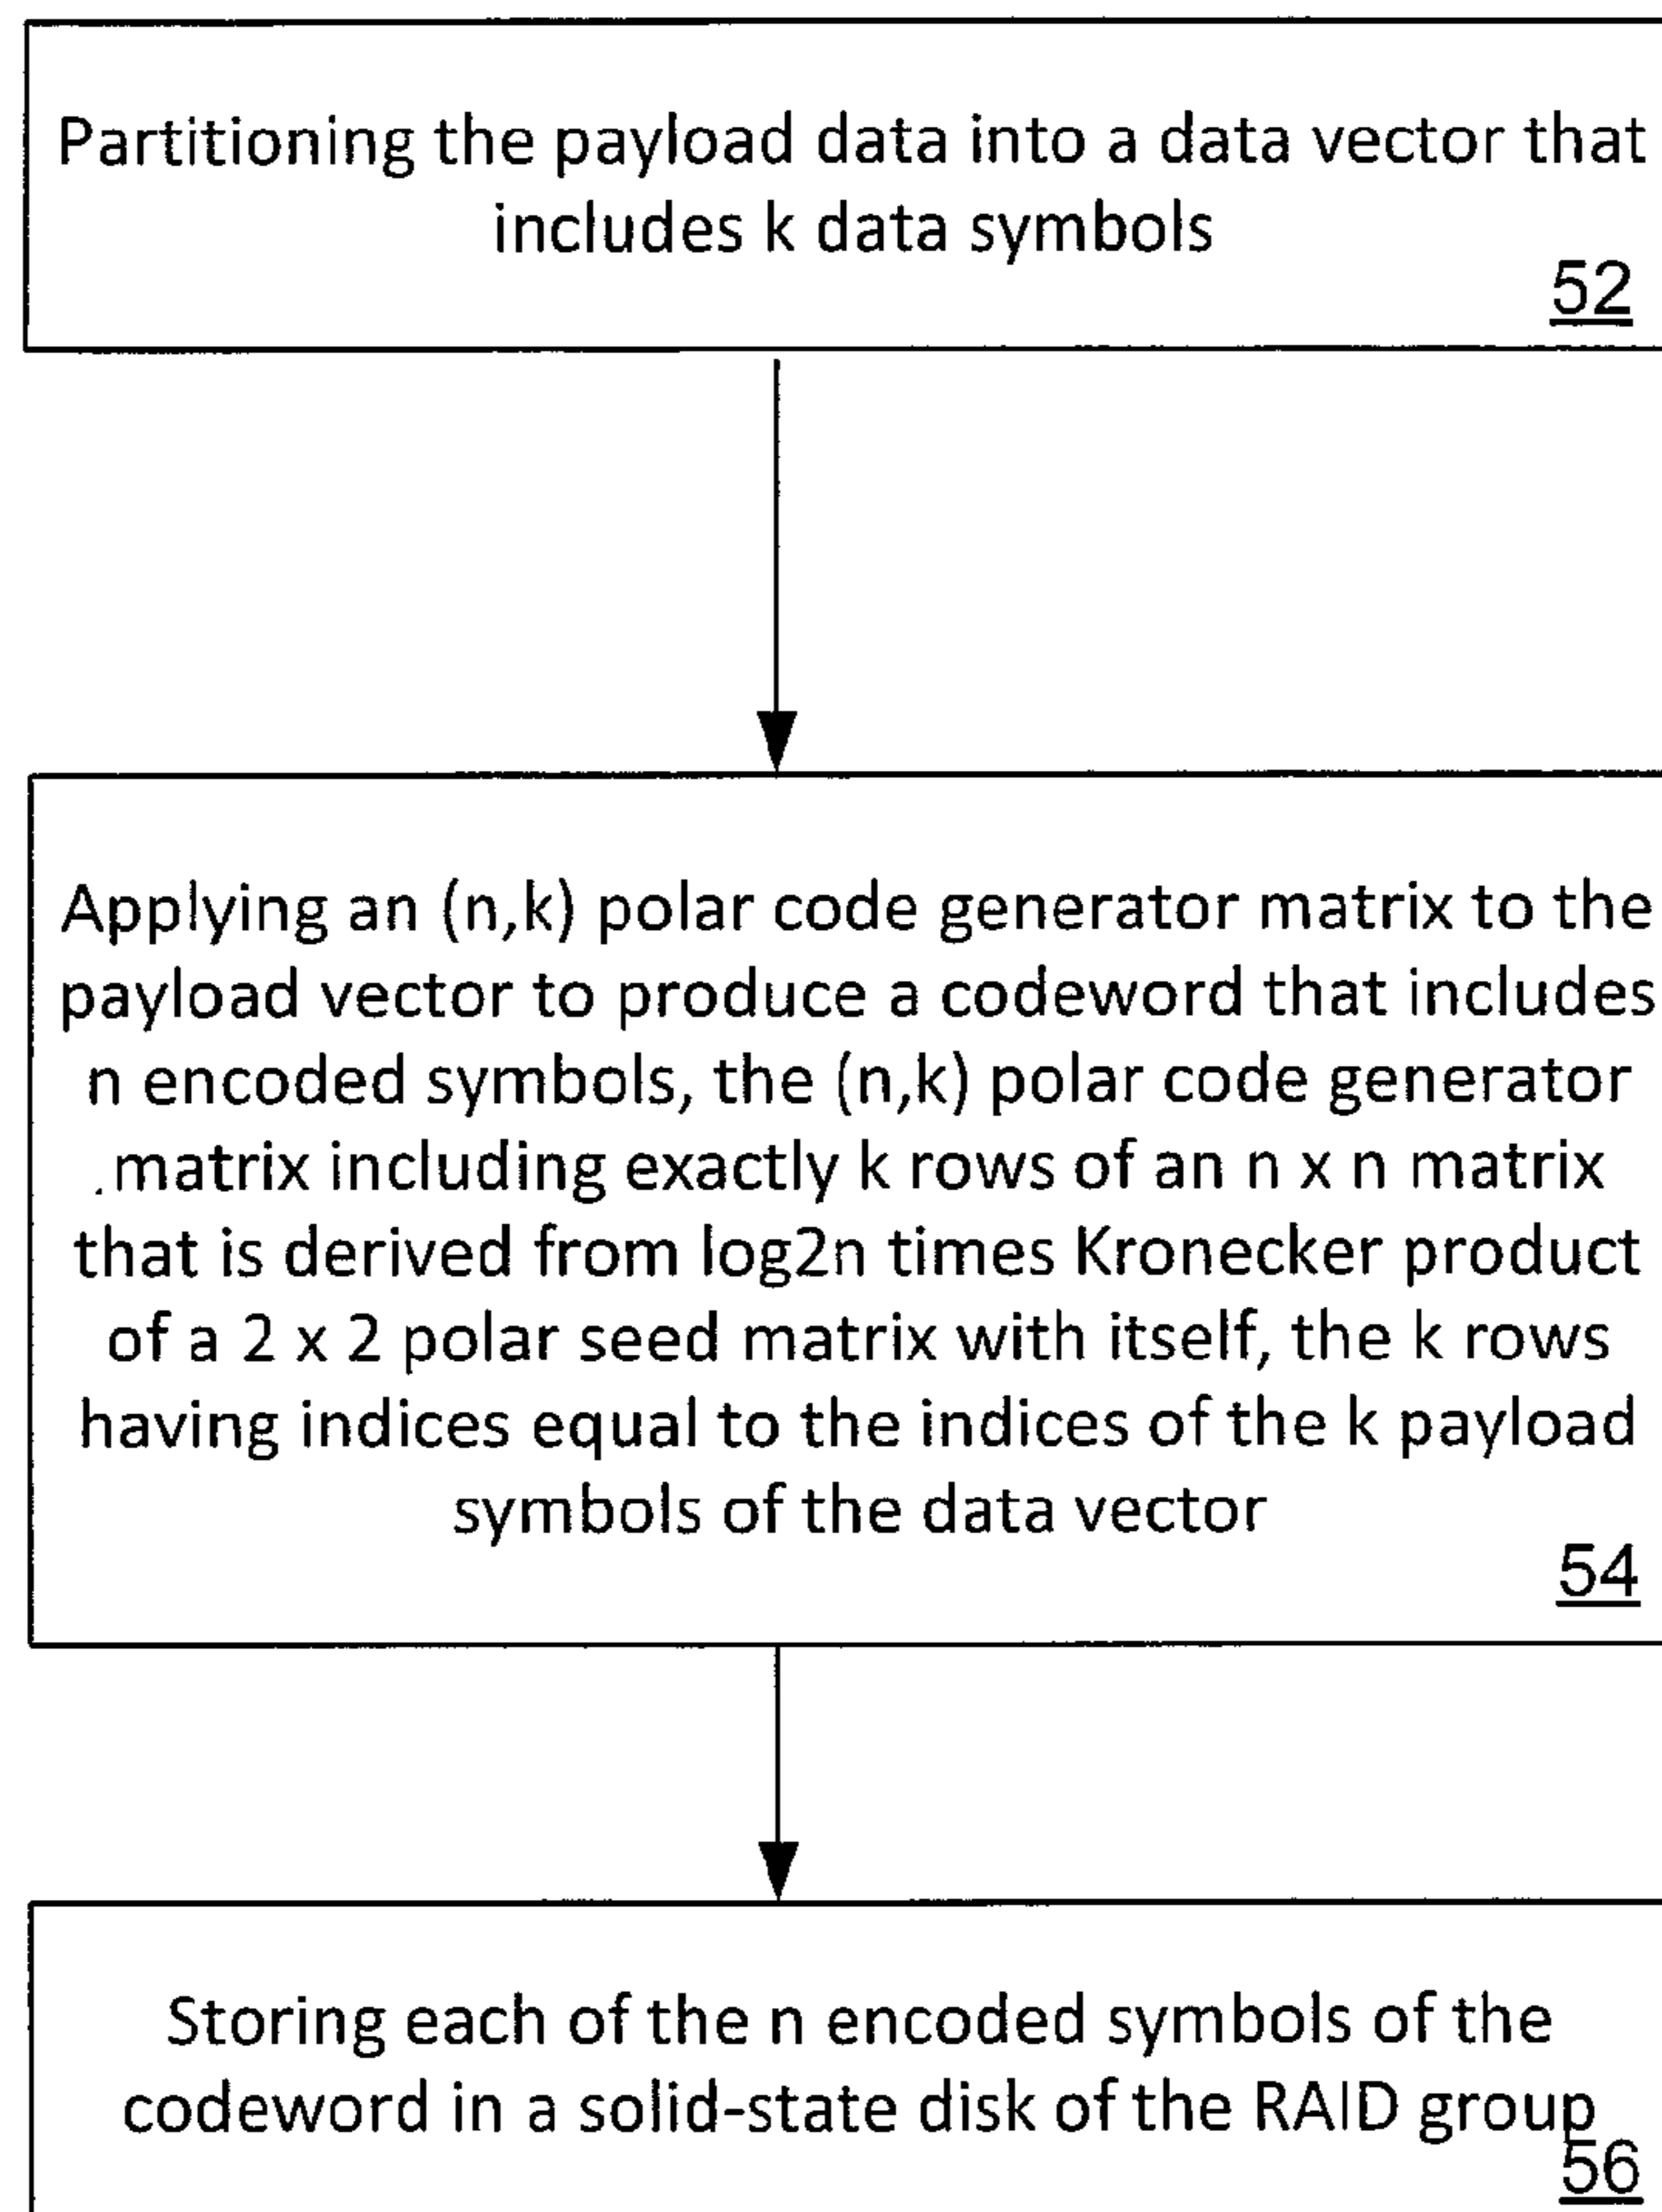 Partitioning the payload data into a data vector that
includes k data symbols
52
Applying an (n,k) polar code generator matrix to the
payload vector to produce a codeword that includes
n encoded symbols, the (n,k) polar code generator
matrix including exactly k rows of an n x n matrix
that is derived from log2n times Kronecker product
of a 2 x 2 polar seed matrix with itself, the k rows
having indices equal to the indices of the k payload
symbols of the data vector
54
Storing each of the n encoded symbols of the
codeword in a solid-state disk of the RAID group
56